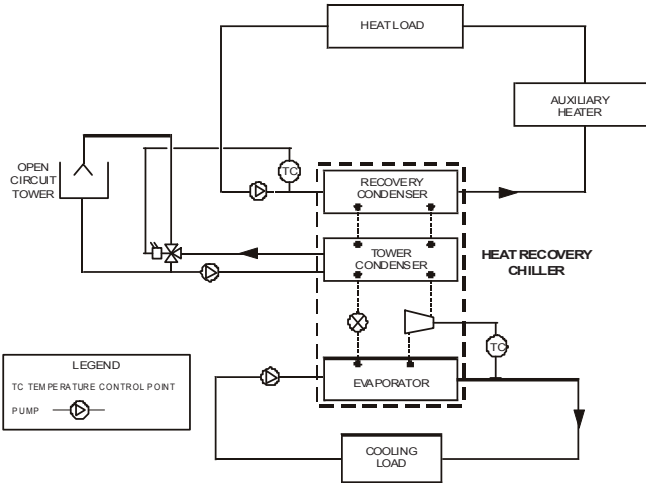 HEAT LOAD
AUXILIARY
HEATER
OPEN
CIRCUIT
TOWER
TC
RECOVERY
CONDENSER
TOWER
CONDENSER
HEAT RECOVERY
CHILLER
TC
EVAPORATOR
LEGEND
TC TEMPERATURE CONTROL POINT
PUMP
COOLING
LOAD